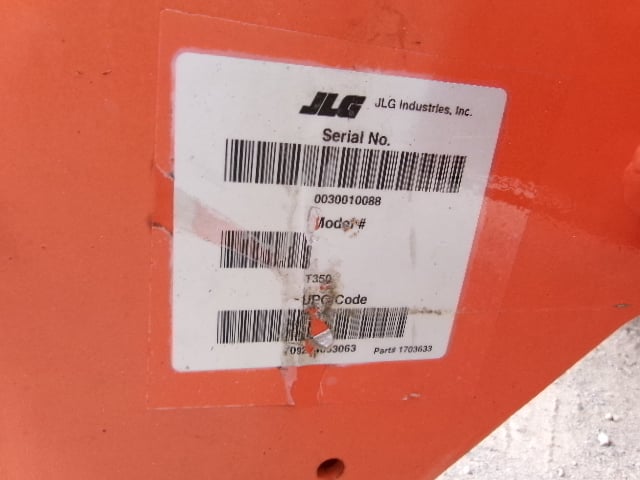 JLG JLG Industries, Inc.
Serial No.
0030010088
Model #
T350
UPC Code
Part# 1703633